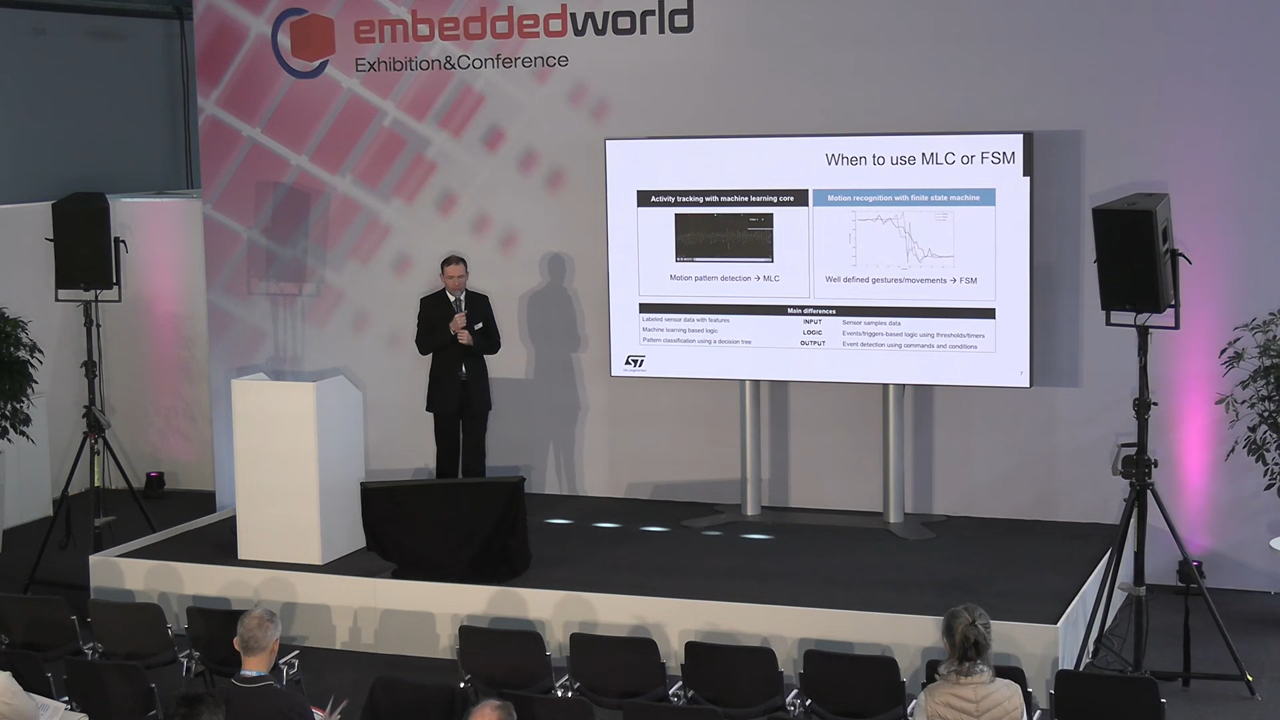 embeddedworld
Exhibition&Conference
When to use MLC or FSM
Activity tracking with machine learning core
Motion recognition with finite state machine
Motion pattern detection → MLC
Well defined gestures/movements → FSM
Main differences
Labeled sensor data with features INPUT Sensor samples data
Machine learning based logic LOGIC Events/triggers-based logic using thresholds/timers
Pattern classification using a decision tree OUTPUT Event detection using commands and conditions
ST
7